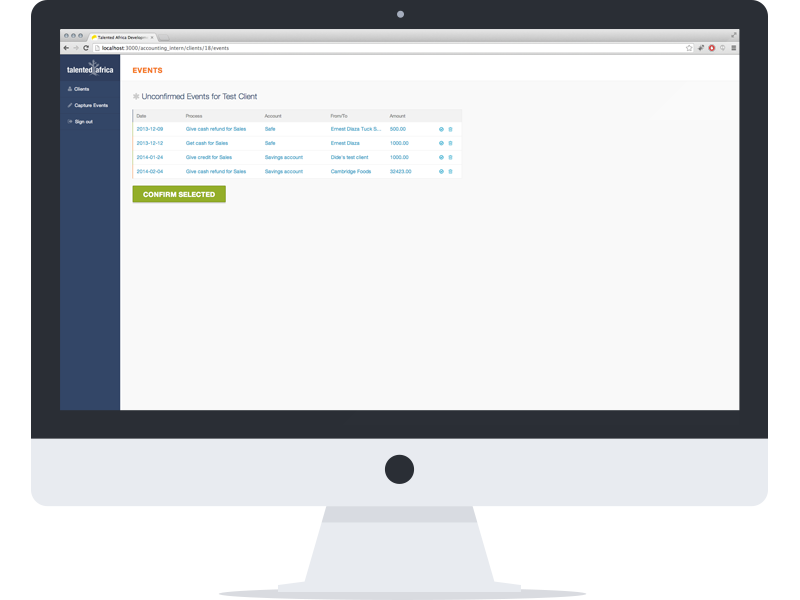 Talented Africa Develop
localhost:3000/accounting_intern/clients/18/events
talented africa
EVENTS
Clients
Capture Events
Sign out
Unconfirmed Events for Test Client
Date Process Account From/To Amount
2013-12-09 Give cash refund for Sales Safe Ernest Dlaza Tuck S... 500.00
2013-12-13 Get cash for Sales Safe Ernest Dlaza 1000.00
2014-01-24 Give credit for Sales Savings account Dide's test client 1000.00
2014-02-04 Give cash refund for Sales Savings account Cambridge Foods 32423.00
CONFIRM SELECTED